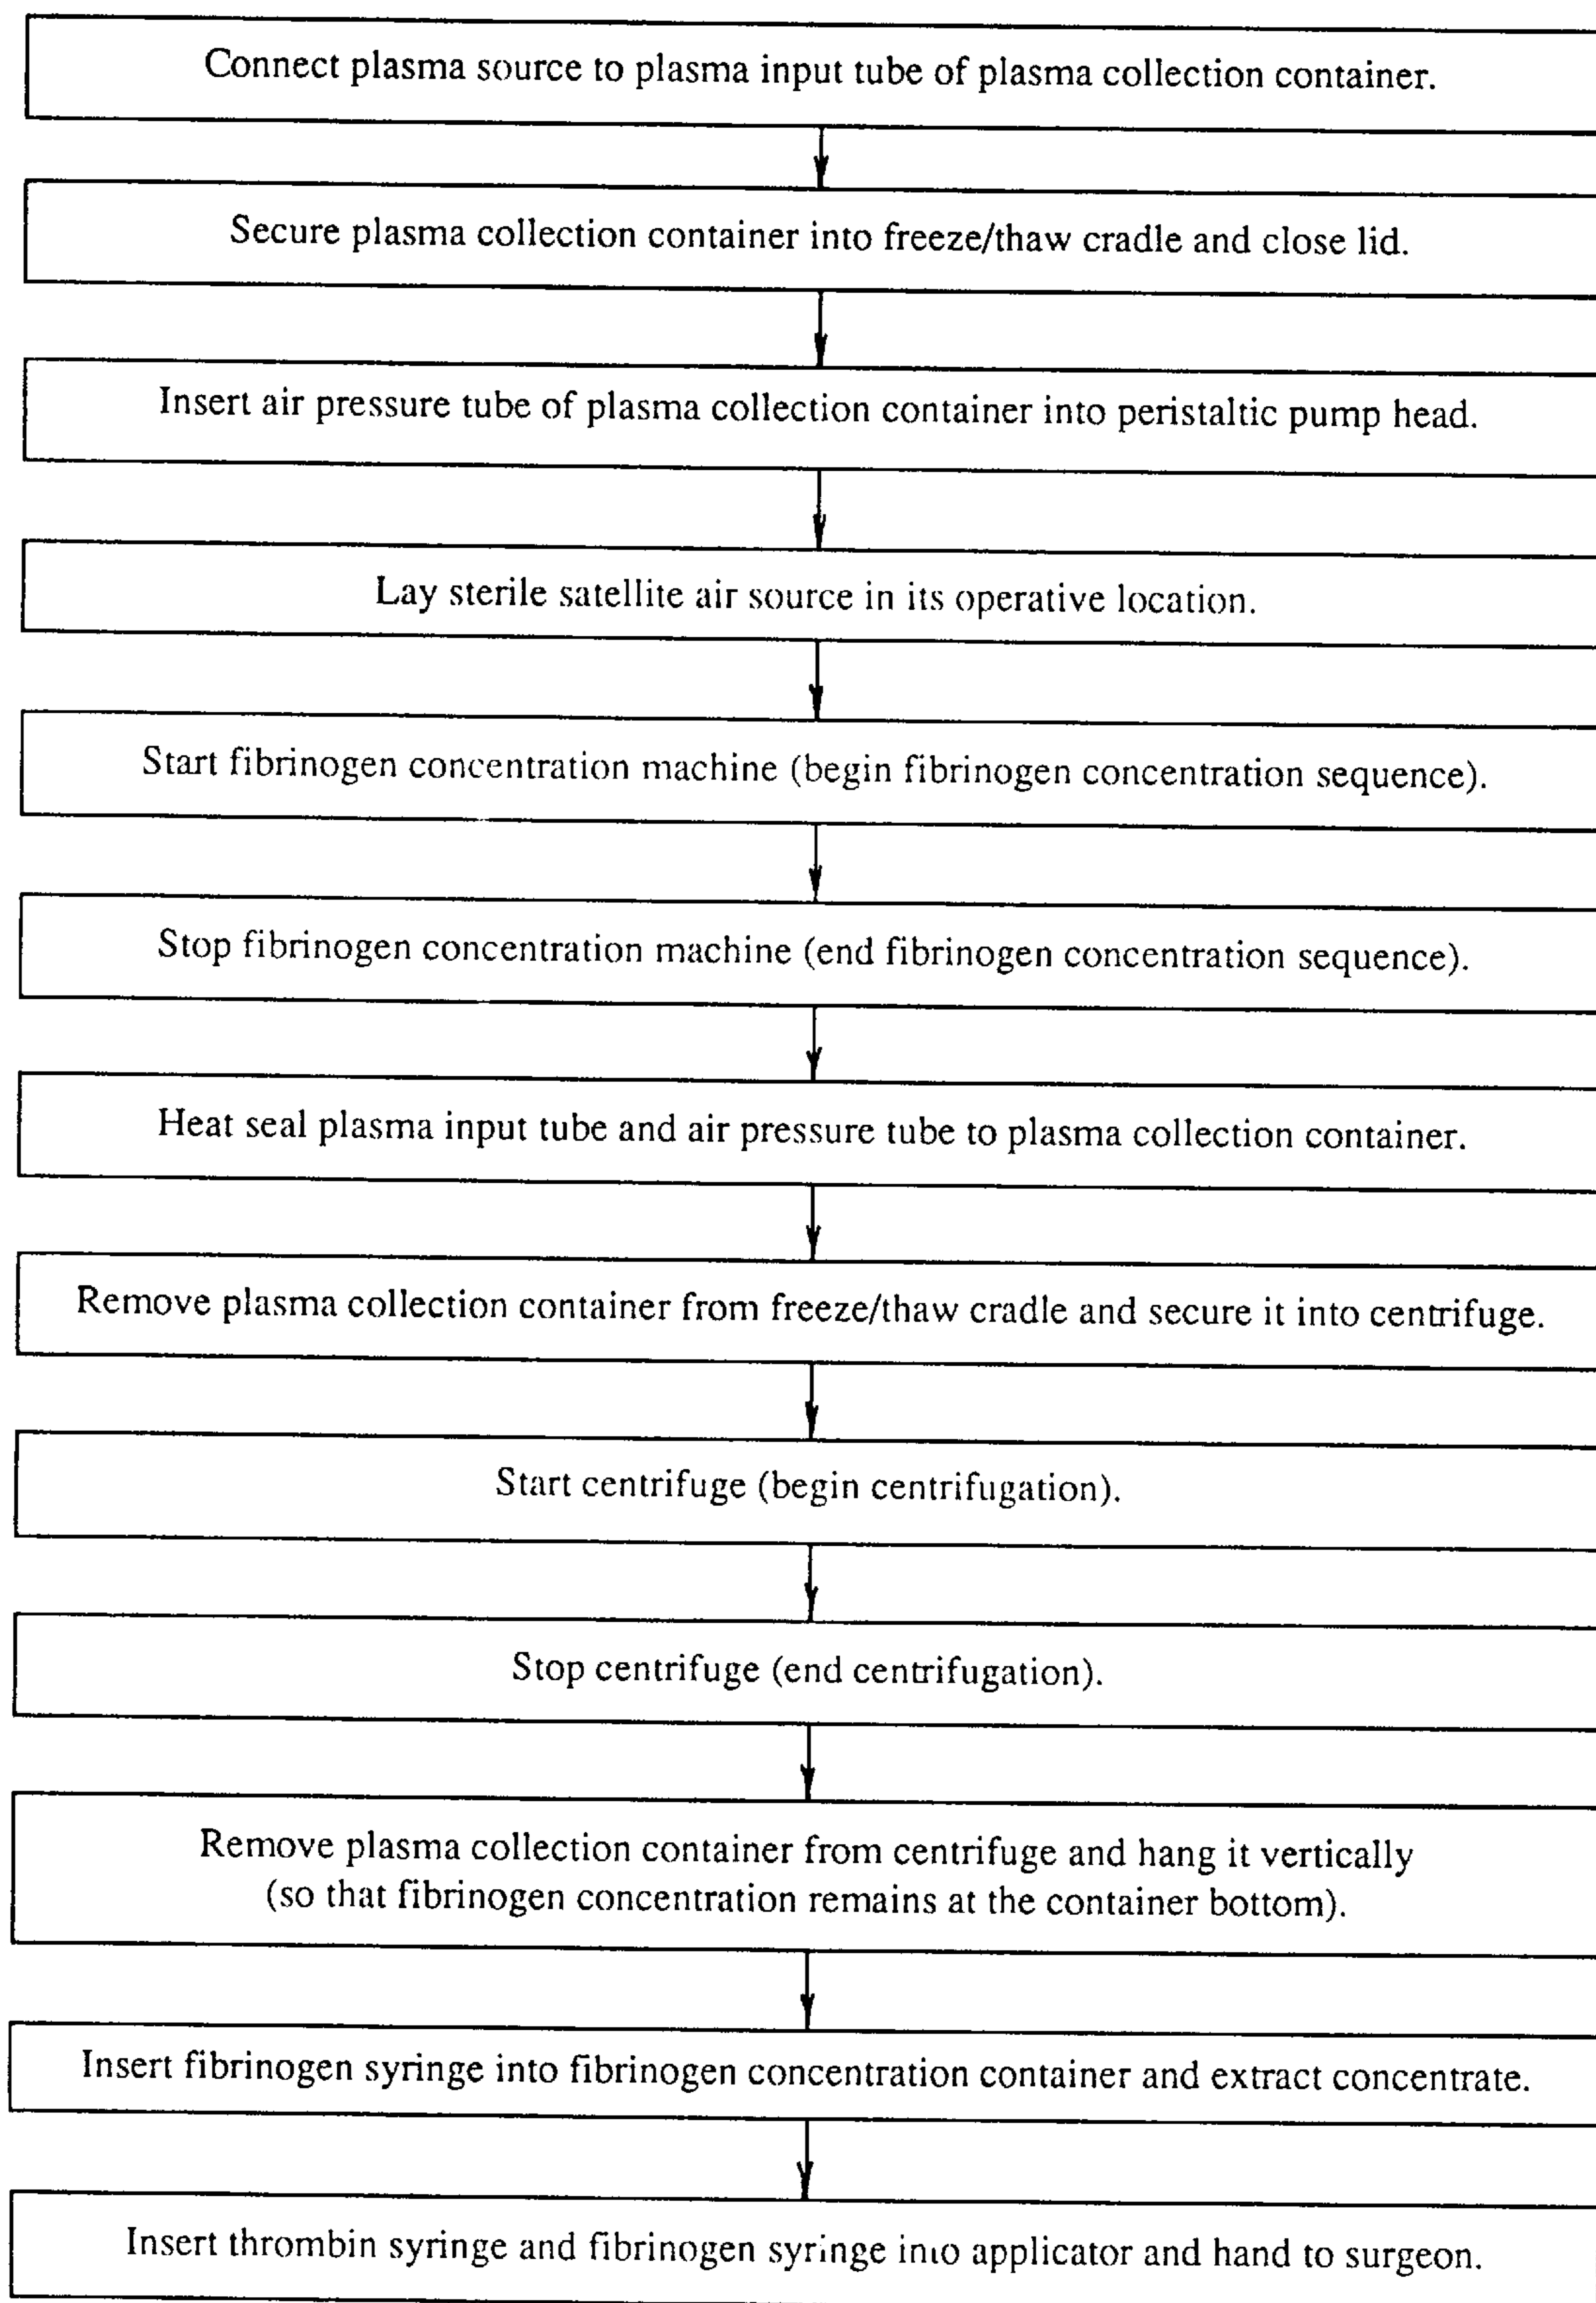 Connect plasma source to plasma input tube of plasma collection container.
Secure plasma collection container into freeze/thaw cradle and close lid.
Insert air pressure tube of plasma collection container into peristaltic pump head.
Lay sterile satellite air source in its operative location.
Start fibrinogen concentration machine (begin fibrinogen concentration sequence).
Stop fibrinogen concentration machine (end fibrinogen concentration sequence).
Heat seal plasma input tube and air pressure tube to plasma collection container.
Remove plasma collection container from freeze/thaw cradle and secure it into centrifuge.
Start centrifuge (begin centrifugation).
Stop centrifuge (end centrifugation).
Remove plasma collection container from centrifuge and hang it vertically
(so that fibrinogen concentration remains at the container bottom).
Insert fibrinogen syringe into fibrinogen concentration container and extract concentrate.
Insert thrombin syringe and fibrinogen syringe into applicator and hand to surgeon.